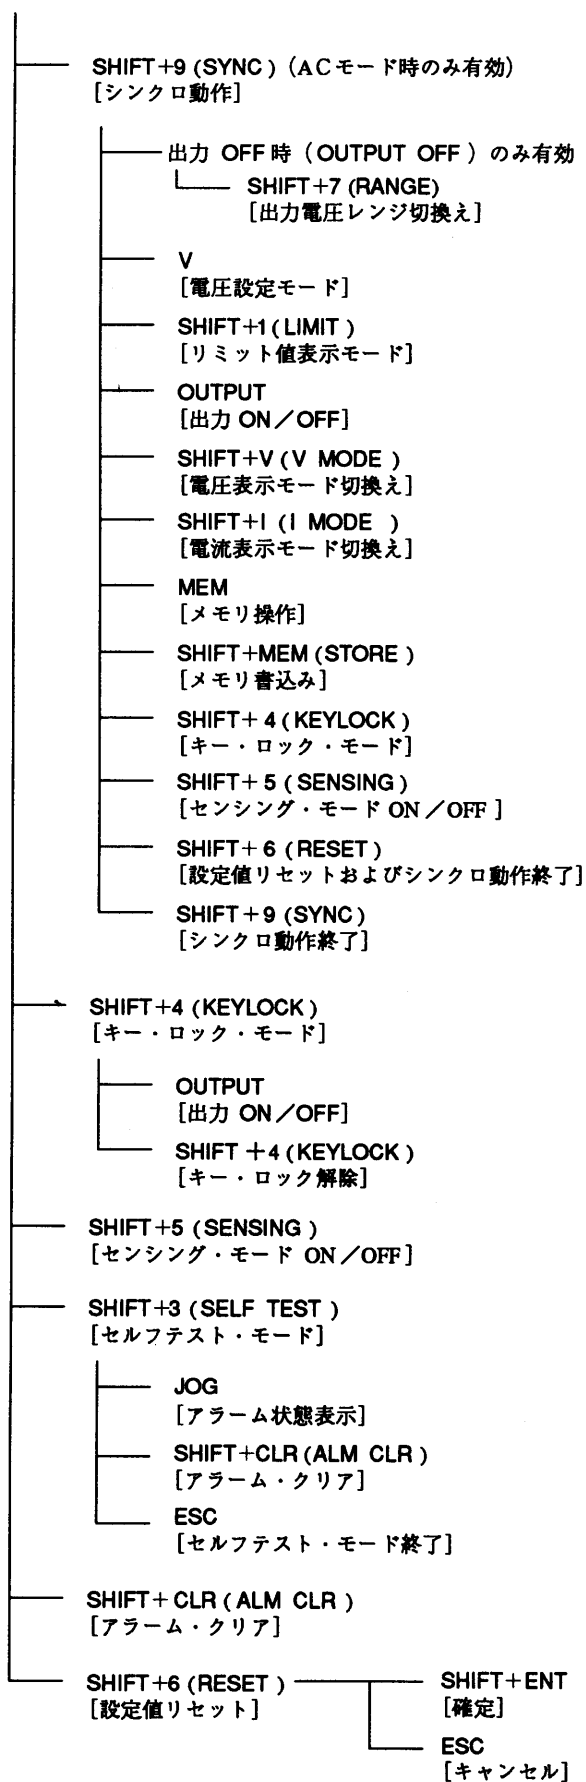 SHIFT+9 (SYNC) (ACモード時のみ有効)
[シンクロ動作]
出力 OFF 時 (OUTPUT OFF) のみ有効
SHIFT+7 (RANGE)
[出力電圧レンジ切換え]
V
[電圧設定モード]
SHIFT+1 (LIMIT)
[リミット値表示モード]
OUTPUT
[出力 ON/OFF]
SHIFT+V (V MODE)
[電圧表示モード切換え]
SHIFT+I (I MODE)
[電流表示モード切換え]
MEM
[メモリ操作]
SHIFT+MEM (STORE)
[メモリ書込み]
SHIFT+4 (KEYLOCK)
[キー・ロック・モード]
SHIFT+5 (SENSING)
[センシング・モード ON/OFF]
SHIFT+6 (RESET)
[設定値リセットおよびシンクロ動作終了]
SHIFT+9 (SYNC)
[シンクロ動作終了]
SHIFT+4 (KEYLOCK)
[キー・ロック・モード]
OUTPUT
[出力 ON/OFF]
SHIFT+4 (KEYLOCK)
[キー・ロック解除]
SHIFT+5 (SENSING)
[センシング・モード ON/OFF]
SHIFT+3 (SELF TEST)
[セルフテスト・モード]
JOG
[アラーム状態表示]
SHIFT+CLR (ALM CLR)
[アラーム・クリア]
ESC
[セルフテスト・モード終了]
SHIFT+CLR (ALM CLR)
[アラーム・クリア]
SHIFT+6 (RESET) SHIFT+ENT
[設定値リセット] [確定]
ESC
[キャンセル]